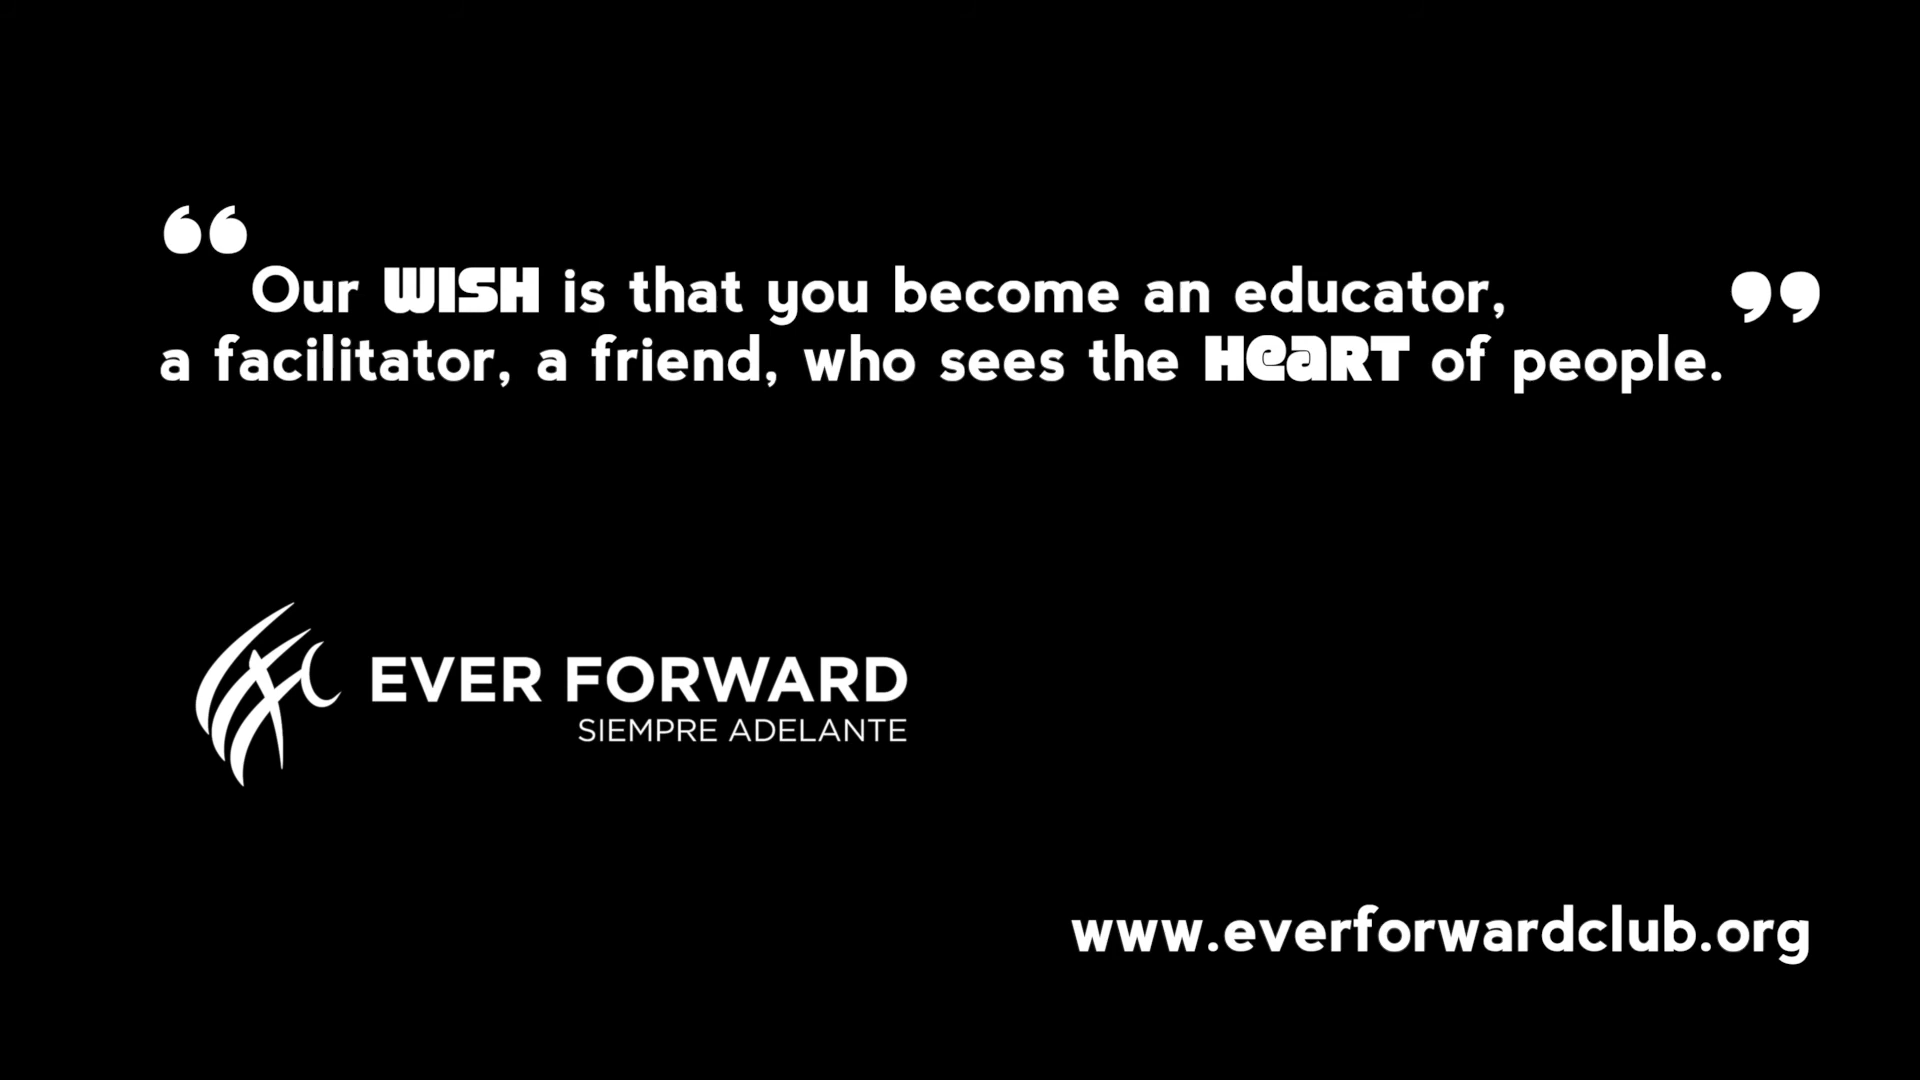 “Our WISH is that you become an educator,
a facilitator, a friend, who sees the HeaRT of people.”
EVER FORWARD
SIEMPRE ADELANTE
www.everforwardclub.org